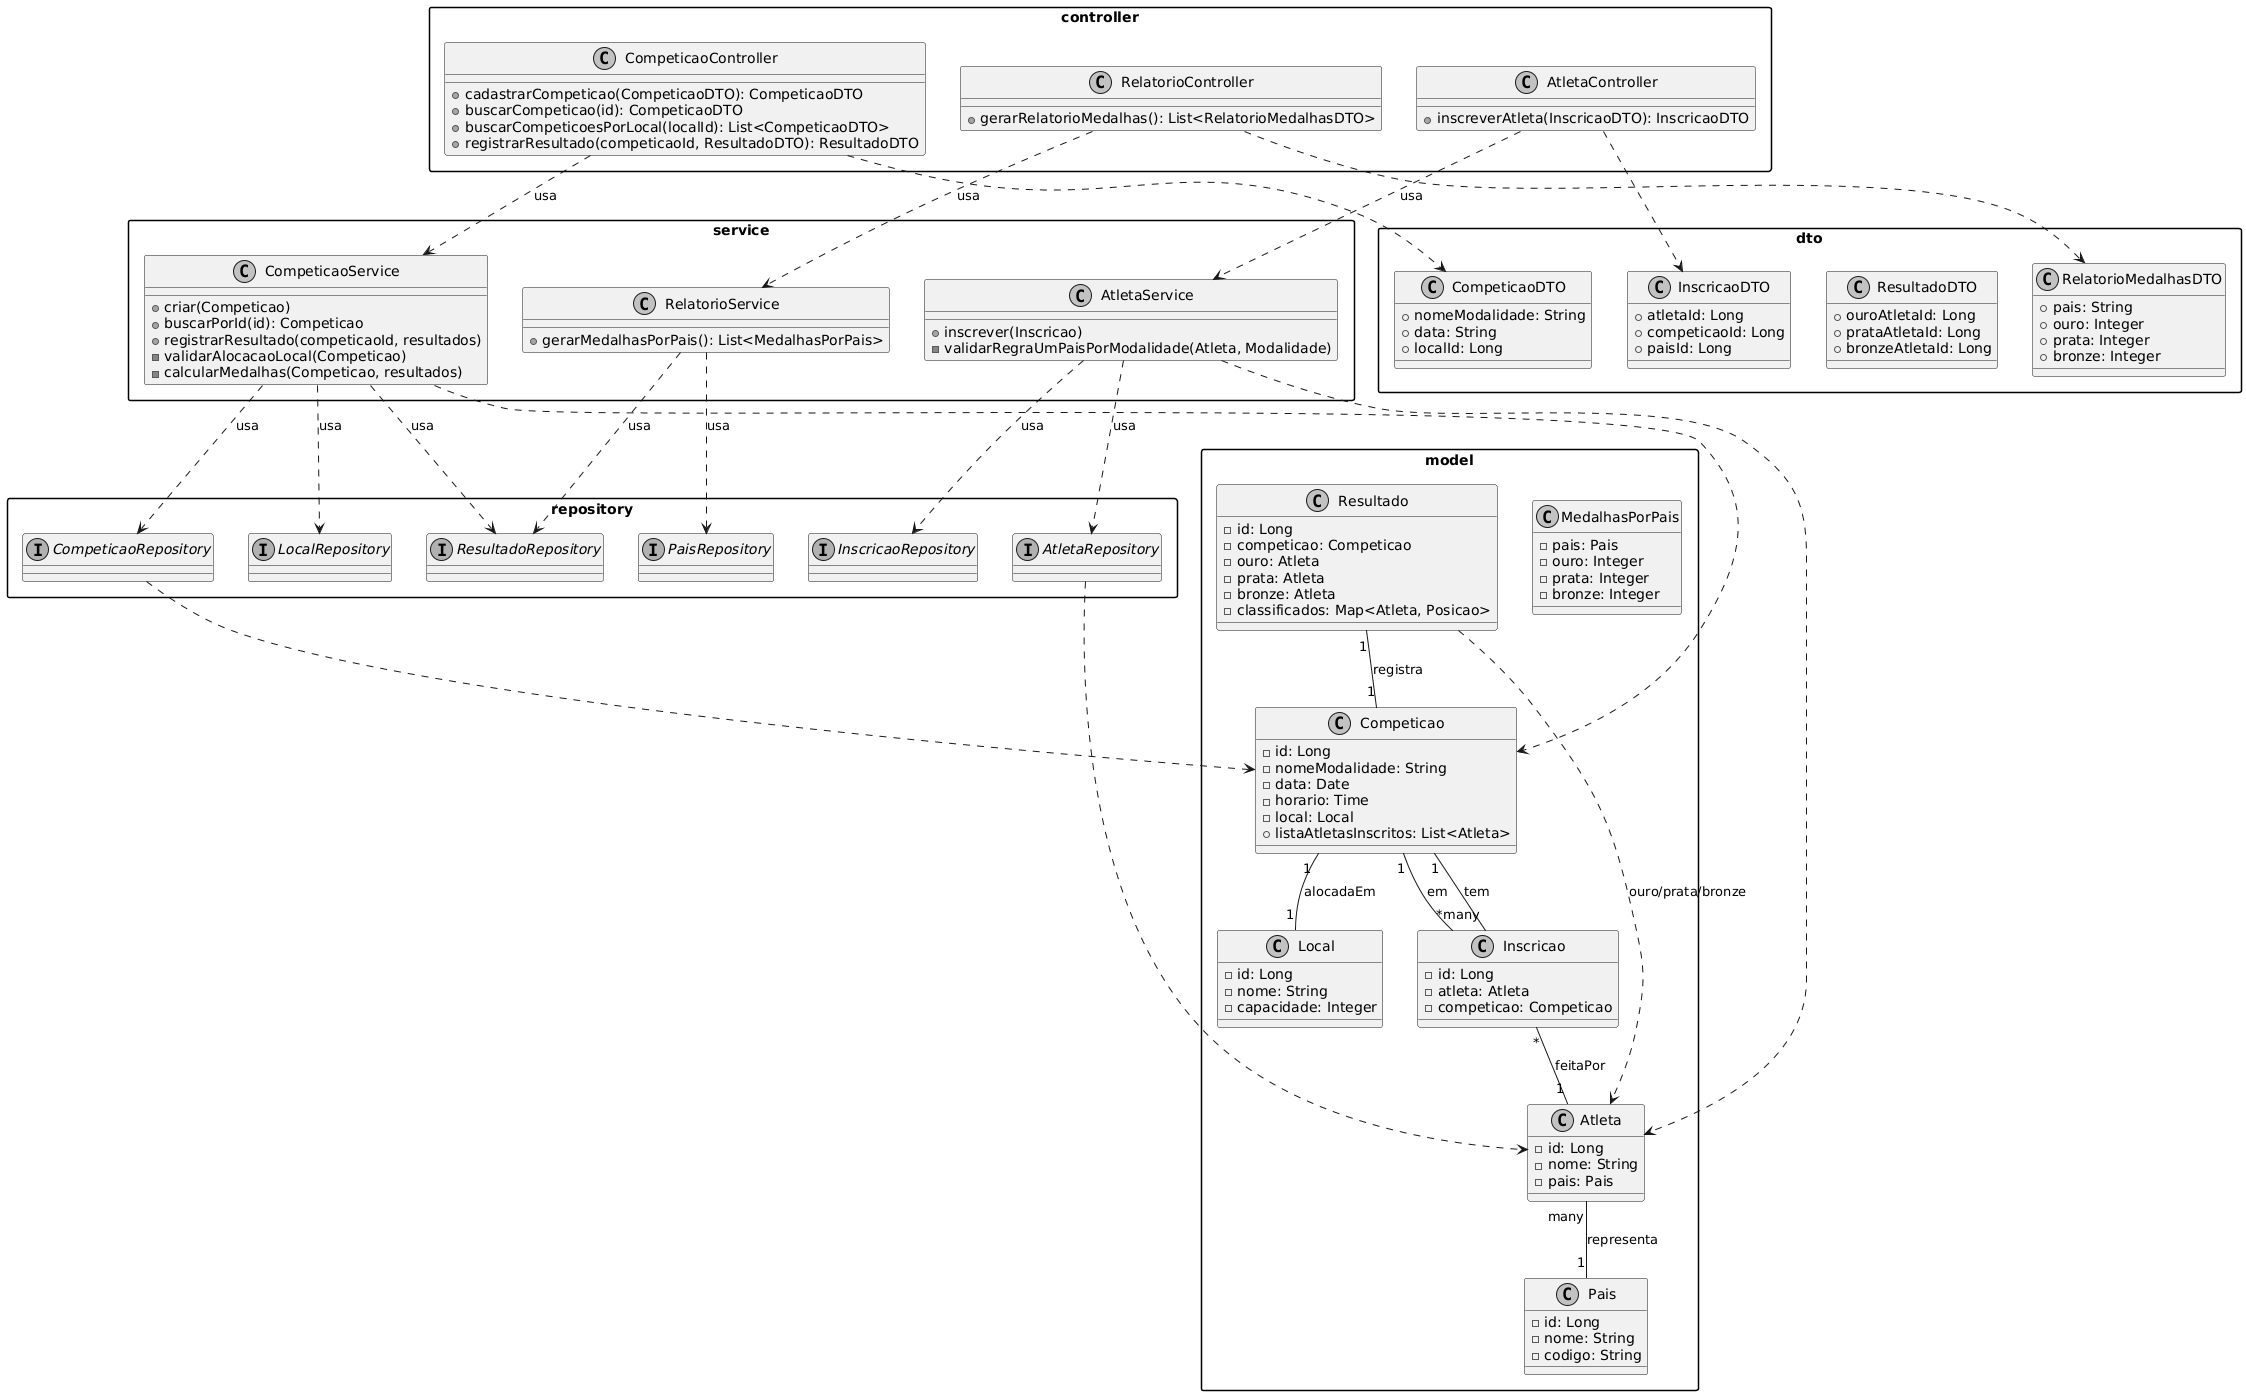 controller
C CompeticaoController
cadastrarCompeticao(CompeticaoDTO): CompeticaoDTO
buscarCompeticao(id): CompeticaoDTO
buscarCompeticoesPorLocal(localId): List<CompeticaoDTO>
registrarResultado(competicaoId, ResultadoDTO): ResultadoDTO
C RelatorioController
gerarRelatorioMedalhas(): List<RelatorioMedalhasDTO>
C AtletaController
inscreverAtleta(InscricaoDTO): InscricaoDTO
usa
usa
usa
service
C CompeticaoService
criar(Competicao)
buscarPorId(id): Competicao
registrarResultado(competicaoId, resultados)
validarAlocacaoLocal(Competicao)
calcularMedalhas(Competicao, resultados)
C RelatorioService
gerarMedalhasPorPais(): List<MedalhasPorPais>
C AtletaService
inscrever(Inscricao)
validarRegraUmPaisPorModalidade(Atleta, Modalidade)
dto
C CompeticaoDTO
nomeModalidade: String
data: String
localId: Long
C InscricaoDTO
atletaId: Long
competicaoId: Long
paisId: Long
C ResultadoDTO
ouroAtletaId: Long
prataAtletaId: Long
bronzeAtletaId: Long
C RelatorioMedalhasDTO
pais: String
ouro: Integer
prata: Integer
bronze: Integer
usa
usa
usa
usa
usa
usa
usa
repository
I CompeticaoRepository
I LocalRepository
I ResultadoRepository
I PaisRepository
I InscricaoRepository
I AtletaRepository
model
C Resultado
id: Long
competicao: Competicao
ouro: Atleta
prata: Atleta
bronze: Atleta
classificados: Map<Atleta, Posicao>
C MedalhasPorPais
pais: Pais
ouro: Integer
prata: Integer
bronze: Integer
1
registra
1
C Competicao
id: Long
nomeModalidade: String
data: Date
horario: Time
local: Local
listaAtletasInscritos: List<Atleta>
1
alocadaEm
1
1
em
*
1
tem
many
ouro/prata/bronze
C Local
id: Long
nome: String
capacidade: Integer
C Inscricao
id: Long
atleta: Atleta
competicao: Competicao
*
feitaPor
1
C Atleta
id: Long
nome: String
pais: Pais
many
representa
1
C Pais
id: Long
nome: String
codigo: String